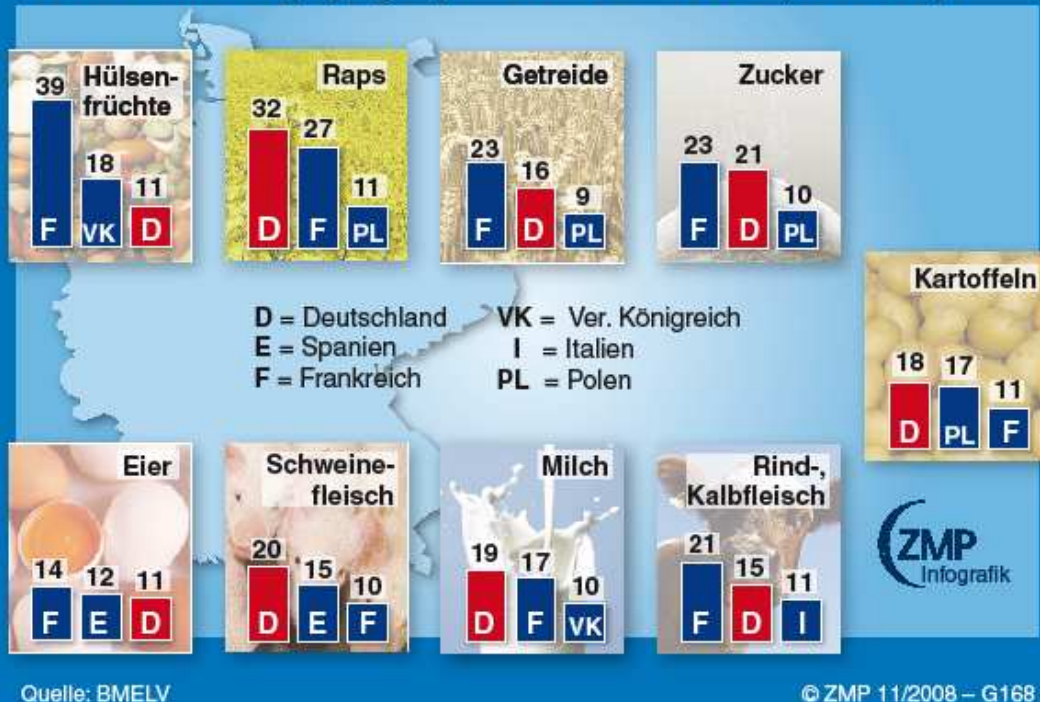 Hülsen-
früchte
39
18
11
F
VK
D
Raps
32
27
11
D
F
PL
Getreide
23
16
9
F
D
PL
Zucker
23
21
10
F
D
PL
Kartoffeln
18
17
11
D
PL
F
D = Deutschland
E = Spanien
F = Frankreich
VK = Ver. Königreich
I = Italien
PL = Polen
Eier
14
12
11
F
E
D
Schweine-
fleisch
20
15
10
D
E
F
Milch
19
17
10
D
F
VK
Rind-,
Kalbfleisch
21
15
11
F
D
I
ZMP
Infografik
Quelle: BMELV
© ZMP 11/2008 – G168